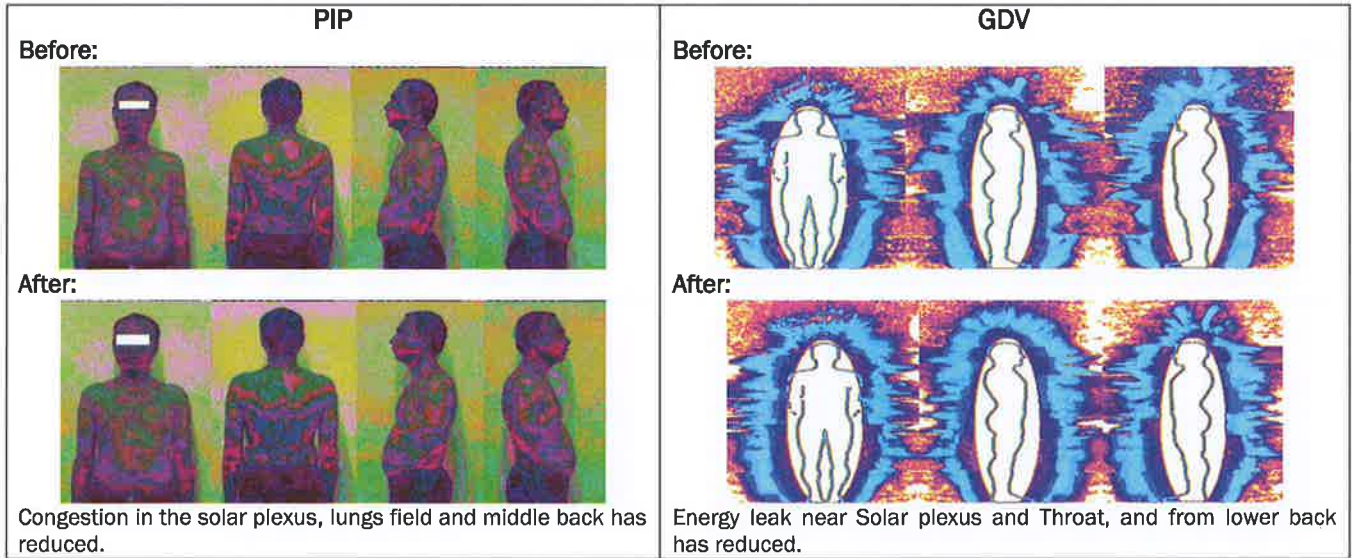 PIP
Before:
After:
Congestion in the solar plexus, lungs field and middle back has
reduced.
GDV
Before:
After:
Energy leak near Solar plexus and Throat, and from lower back
has reduced.